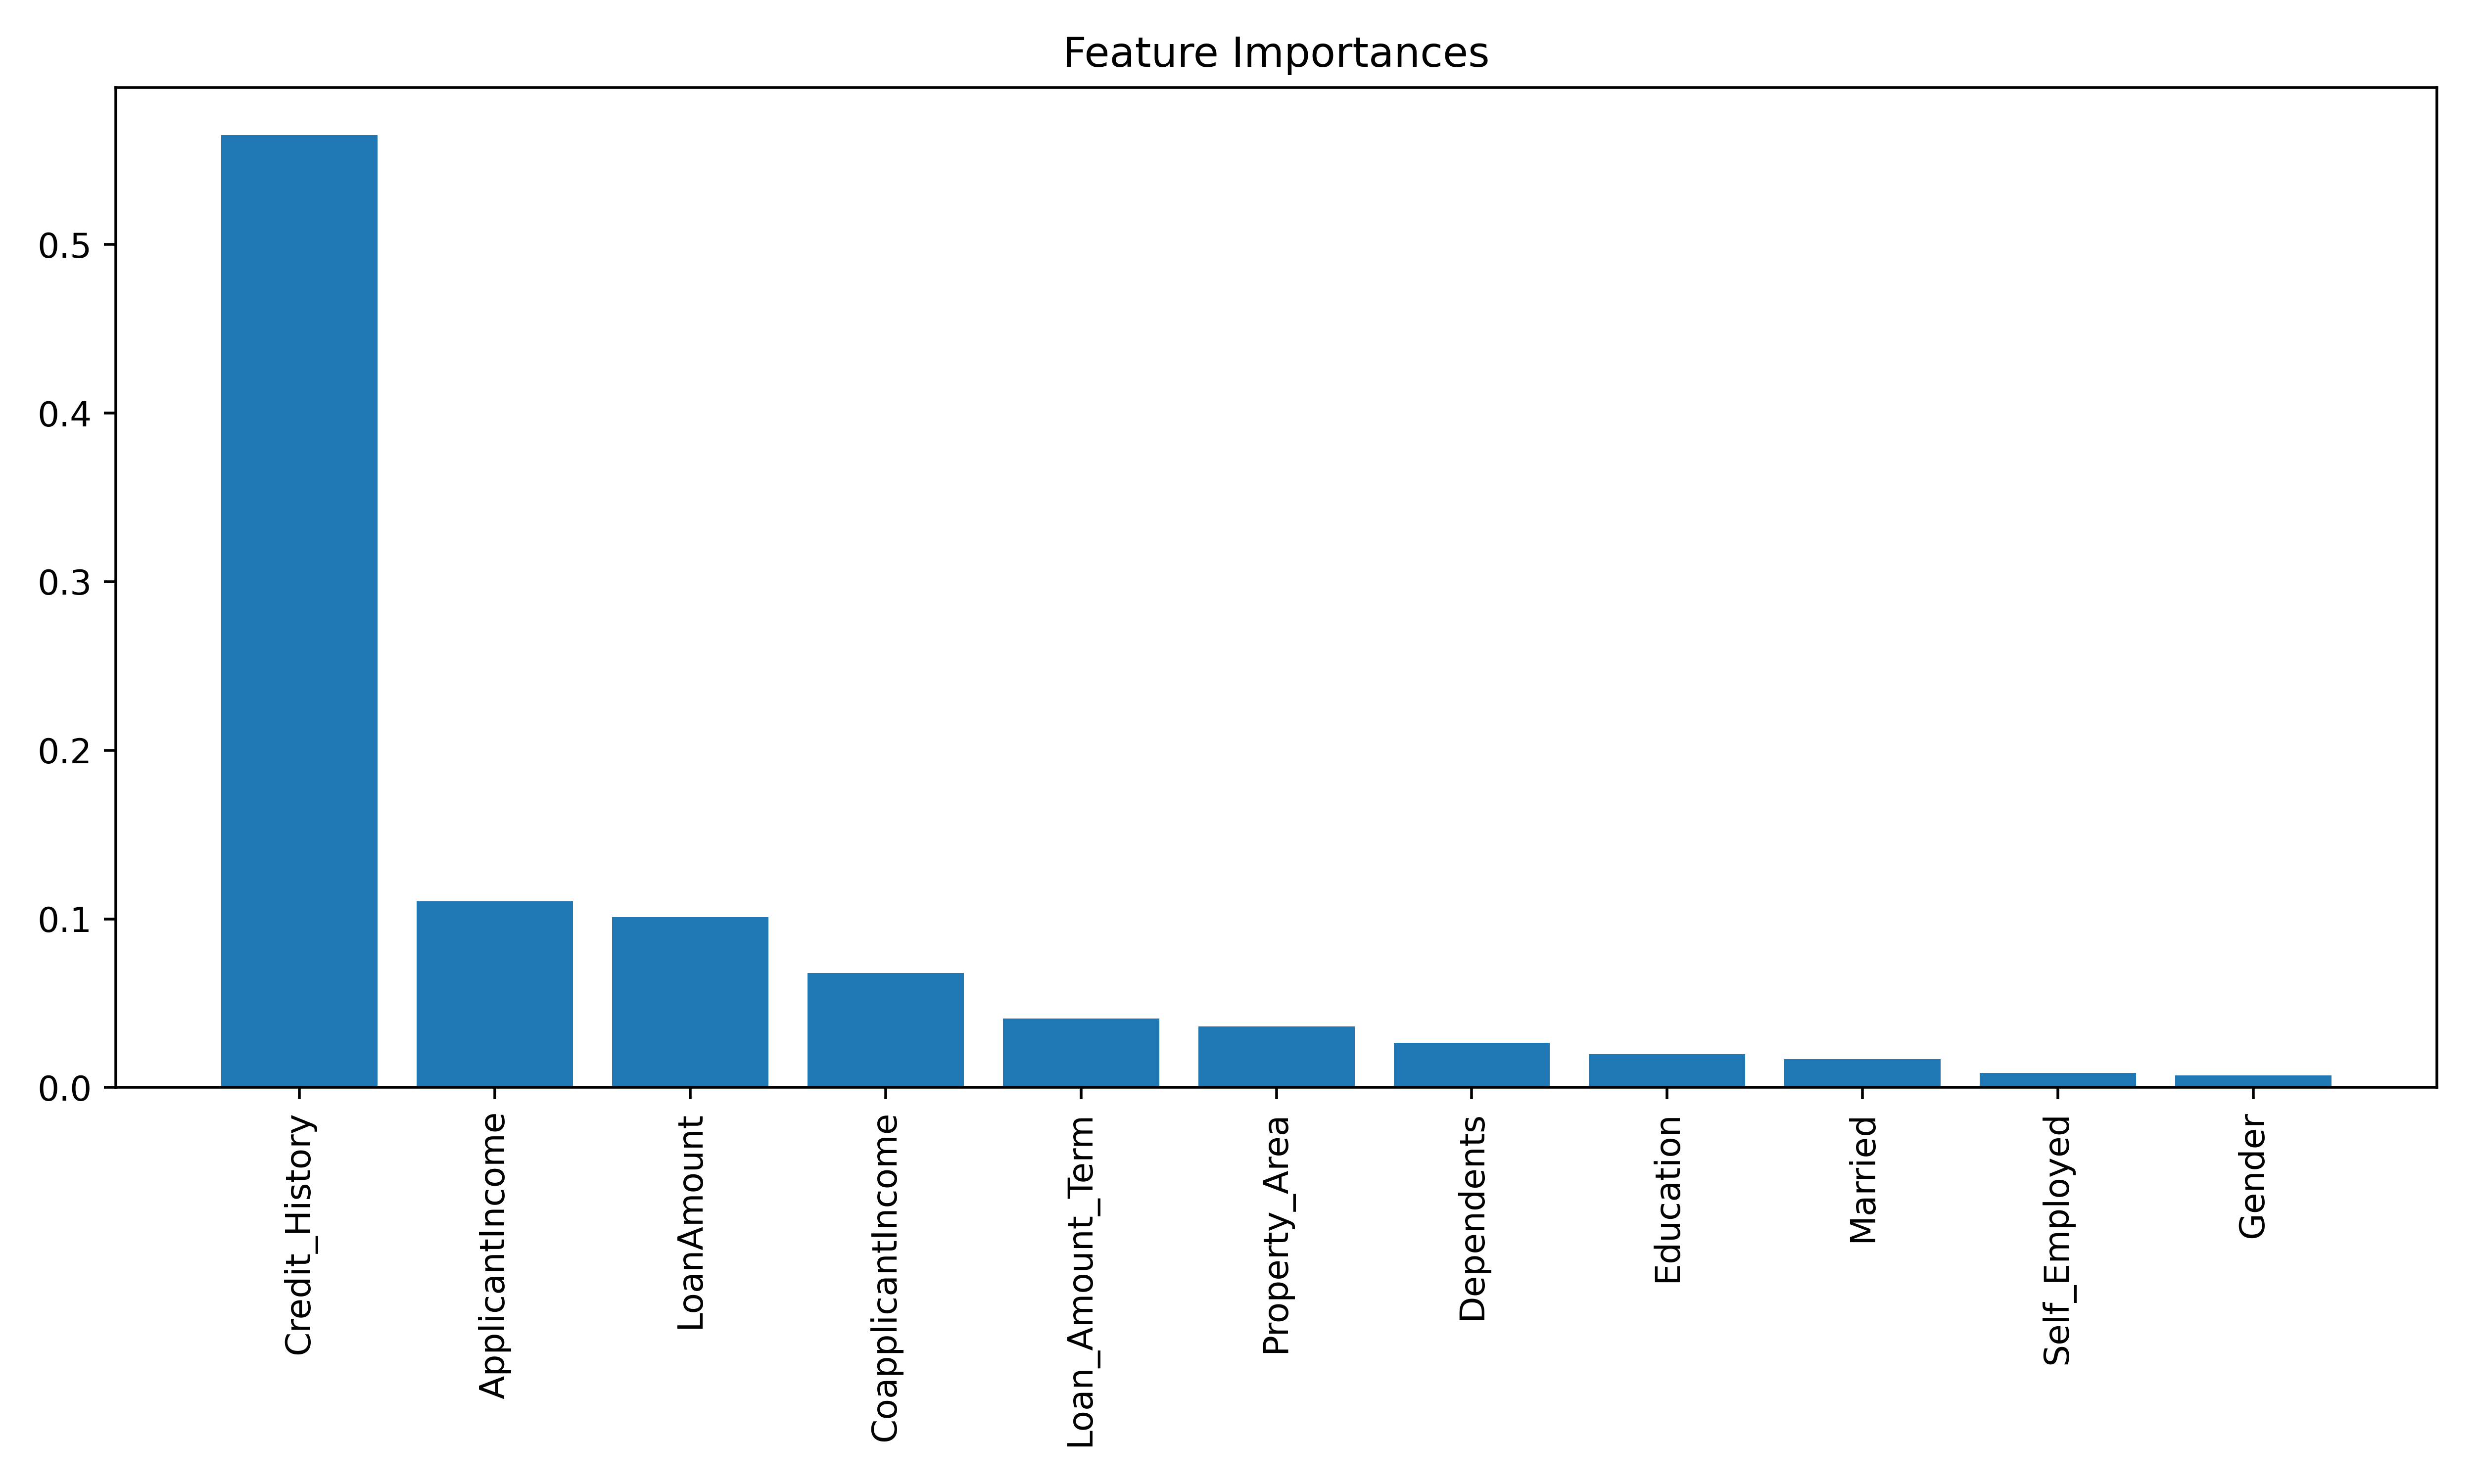 Feature Importances
0.5
0.4
0.3
0.2
0.1
0.0
Credit_History
ApplicantIncome
LoanAmount
CoapplicantIncome
Loan_Amount_Term
Property_Area
Dependents
Education
Married
Self_Employed
Gender